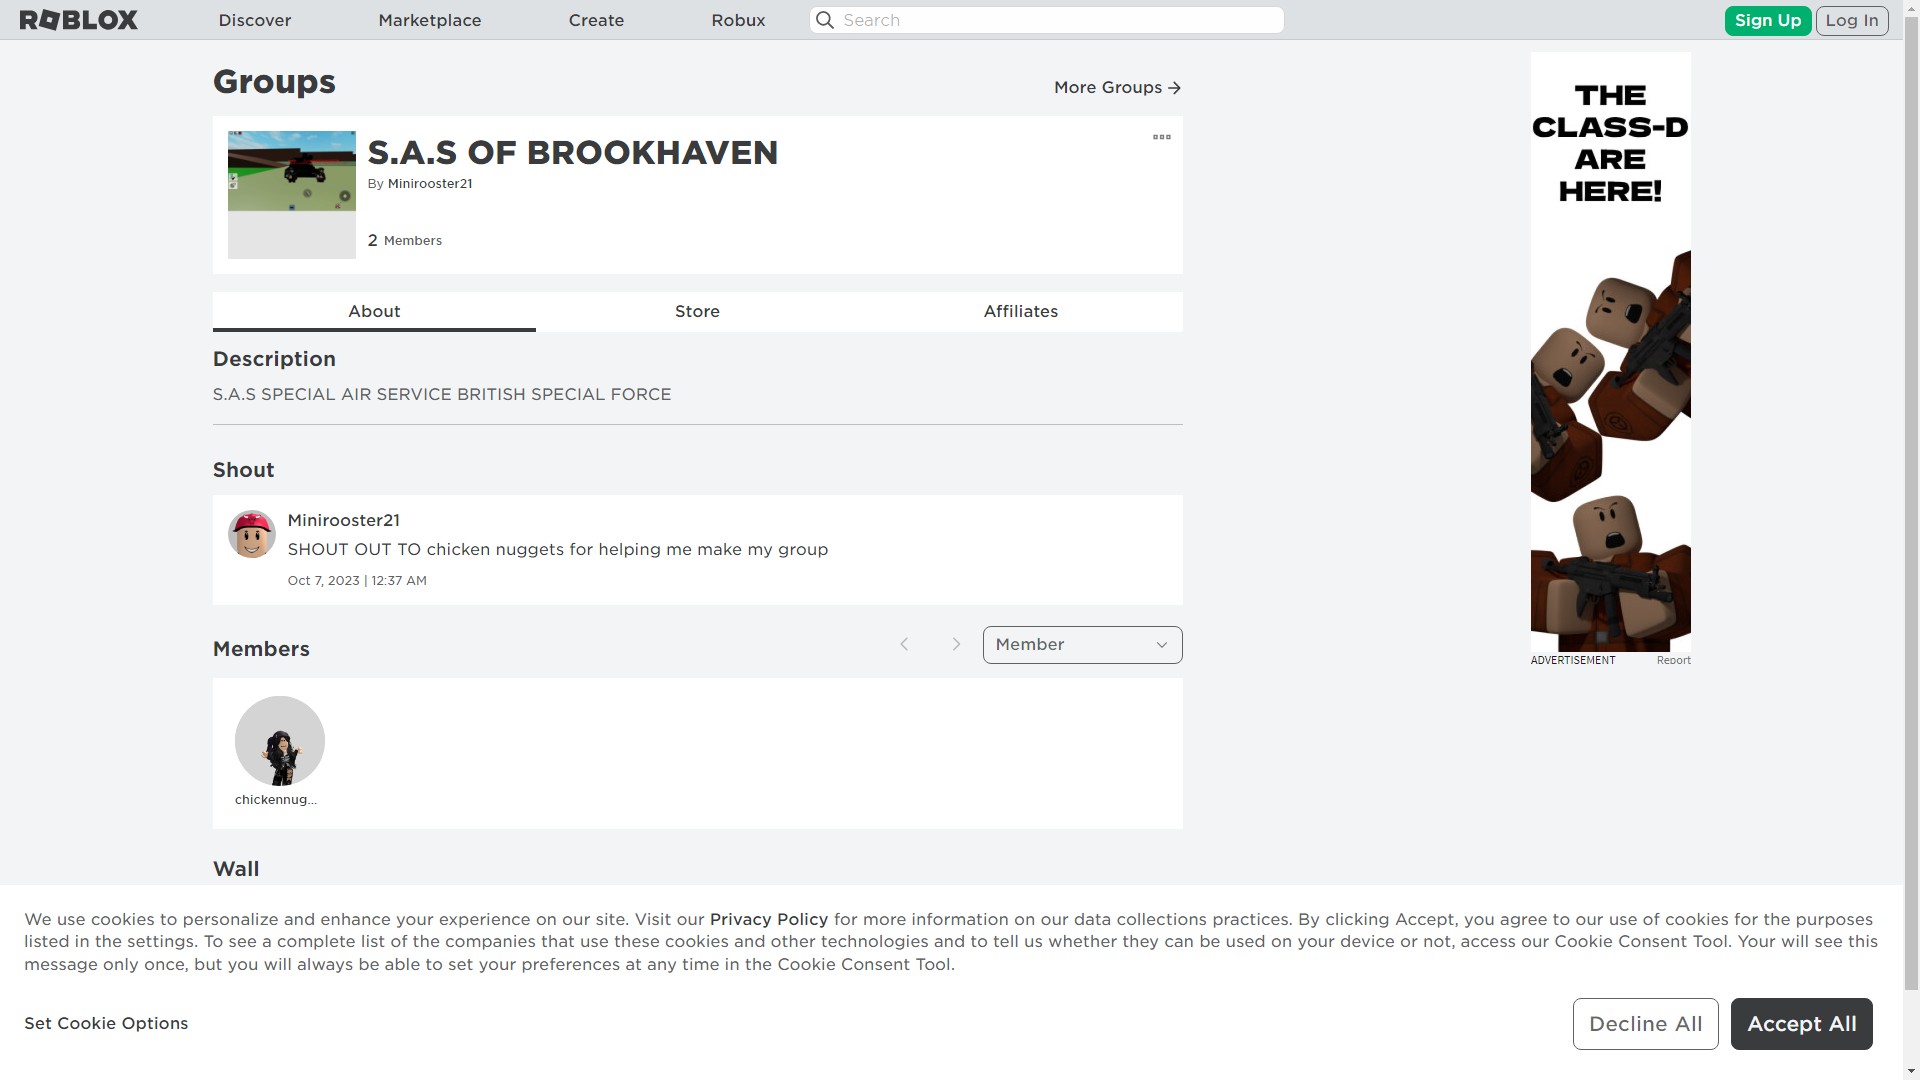 ROBLOX
Discover
Marketplace
Create
Robux
Search
Sign Up
Log In
Groups
More Groups
S.A.S OF BROOKHAVEN
By Minirooster21
2 Members
About
Store
Affiliates
Description
S.A.S SPECIAL AIR SERVICE BRITISH SPECIAL FORCE
Shout
Minirooster21
SHOUT OUT TO chicken nuggets for helping me make my group
Oct 7, 2023 | 12:37 AM
Members
Member
chickennug...
Wall
THE
CLASS-D
ARE
HERE!
ADVERTISEMENT
Report
We use cookies to personalize and enhance your experience on our site. Visit our Privacy Policy for more information on our data collections practices. By clicking Accept, you agree to our use of cookies for the purposes
listed in the settings. To see a complete list of the companies that use these cookies and other technologies and to tell us whether they can be used on your device or not, access our Cookie Consent Tool. Your will see this
message only once, but you will always be able to set your preferences at any time in the Cookie Consent Tool.
Set Cookie Options
Decline All
Accept All